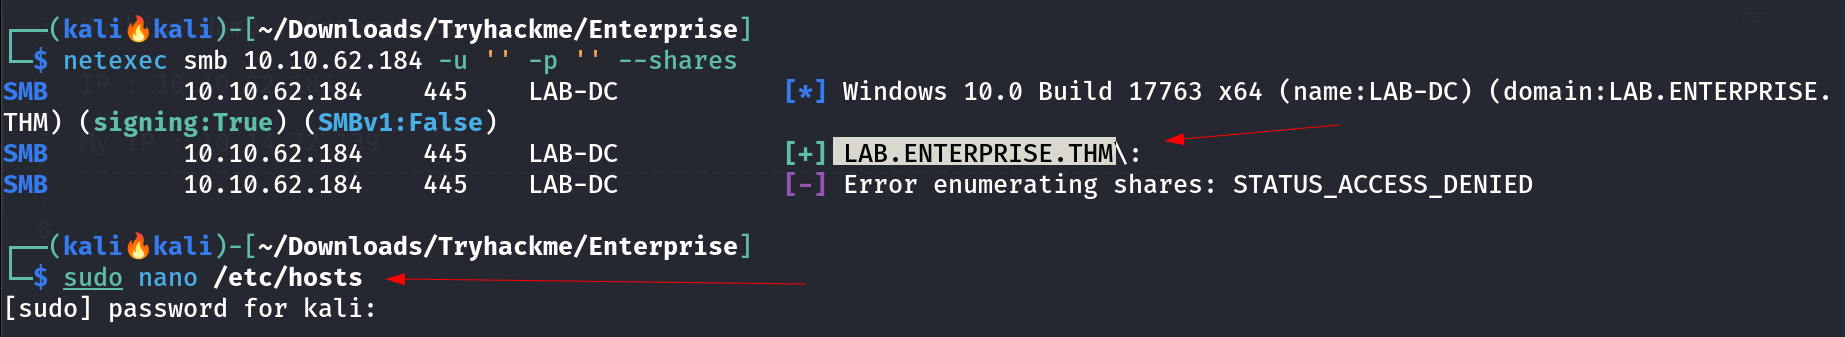 (kali🔥kali)-[~/Downloads/Tryhackme/Enterprise]
$ netexec smb 10.10.62.184 -u '' -p '' --shares
SMB 10.10.62.184 445 LAB-DC [*] Windows 10.0 Build 17763 x64 (name:LAB-DC) (domain:LAB.ENTERPRISE.
THM) (signing:True) (SMBv1:False)
SMB 10.10.62.184 445 LAB-DC [+] LAB.ENTERPRISE.THM\:
SMB 10.10.62.184 445 LAB-DC [-] Error enumerating shares: STATUS_ACCESS_DENIED
(kali🔥kali)-[~/Downloads/Tryhackme/Enterprise]
$ sudo nano /etc/hosts
[sudo] password for kali: